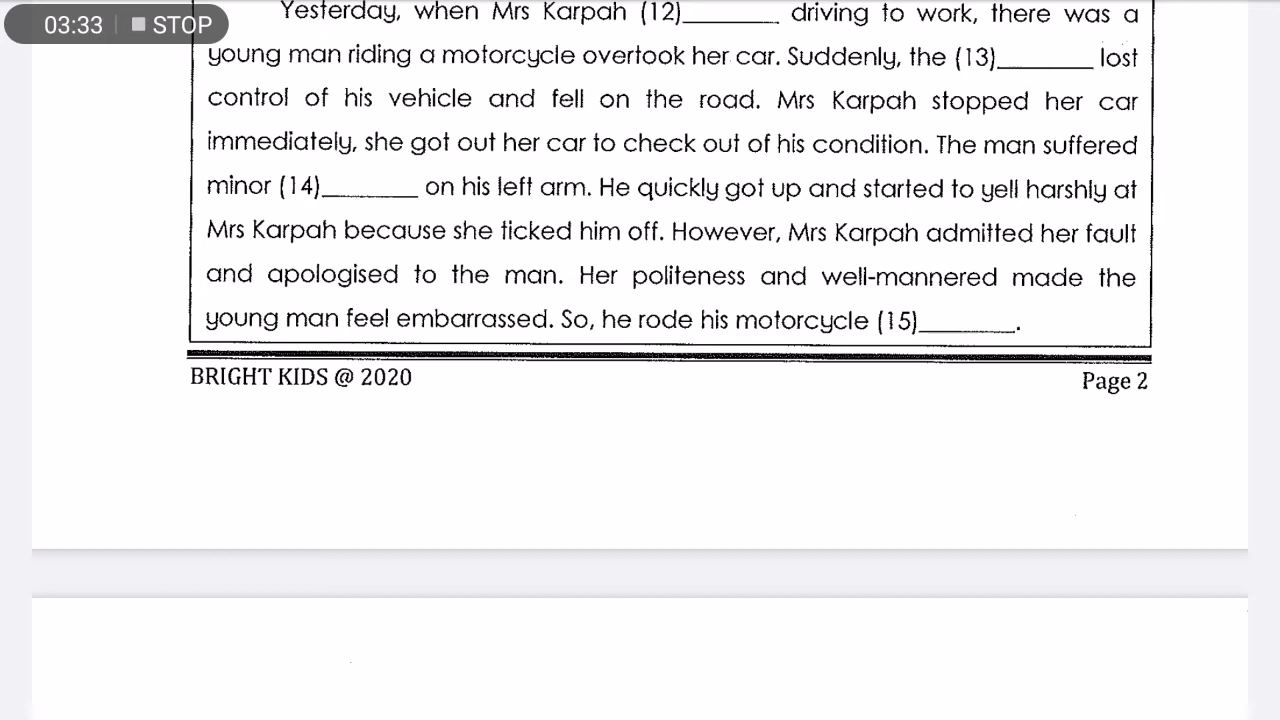 03:33 STOP
Yesterday, when Mrs Karpah (12)________ driving to work, there was a
young man riding a motorcycle overtook her car. Suddenly, the (13)________ lost
control of his vehicle and fell on the road. Mrs Karpah stopped her car
immediately, she got out her car to check out of his condition. The man suffered
minor (14)________ on his left arm. He quickly got up and started to yell harshly at
Mrs Karpah because she ticked him off. However, Mrs Karpah admitted her fault
and apologised to the man. Her politeness and well-mannered made the
young man feel embarrassed. So, he rode his motorcycle (15)________.
BRIGHT KIDS @ 2020 Page 2